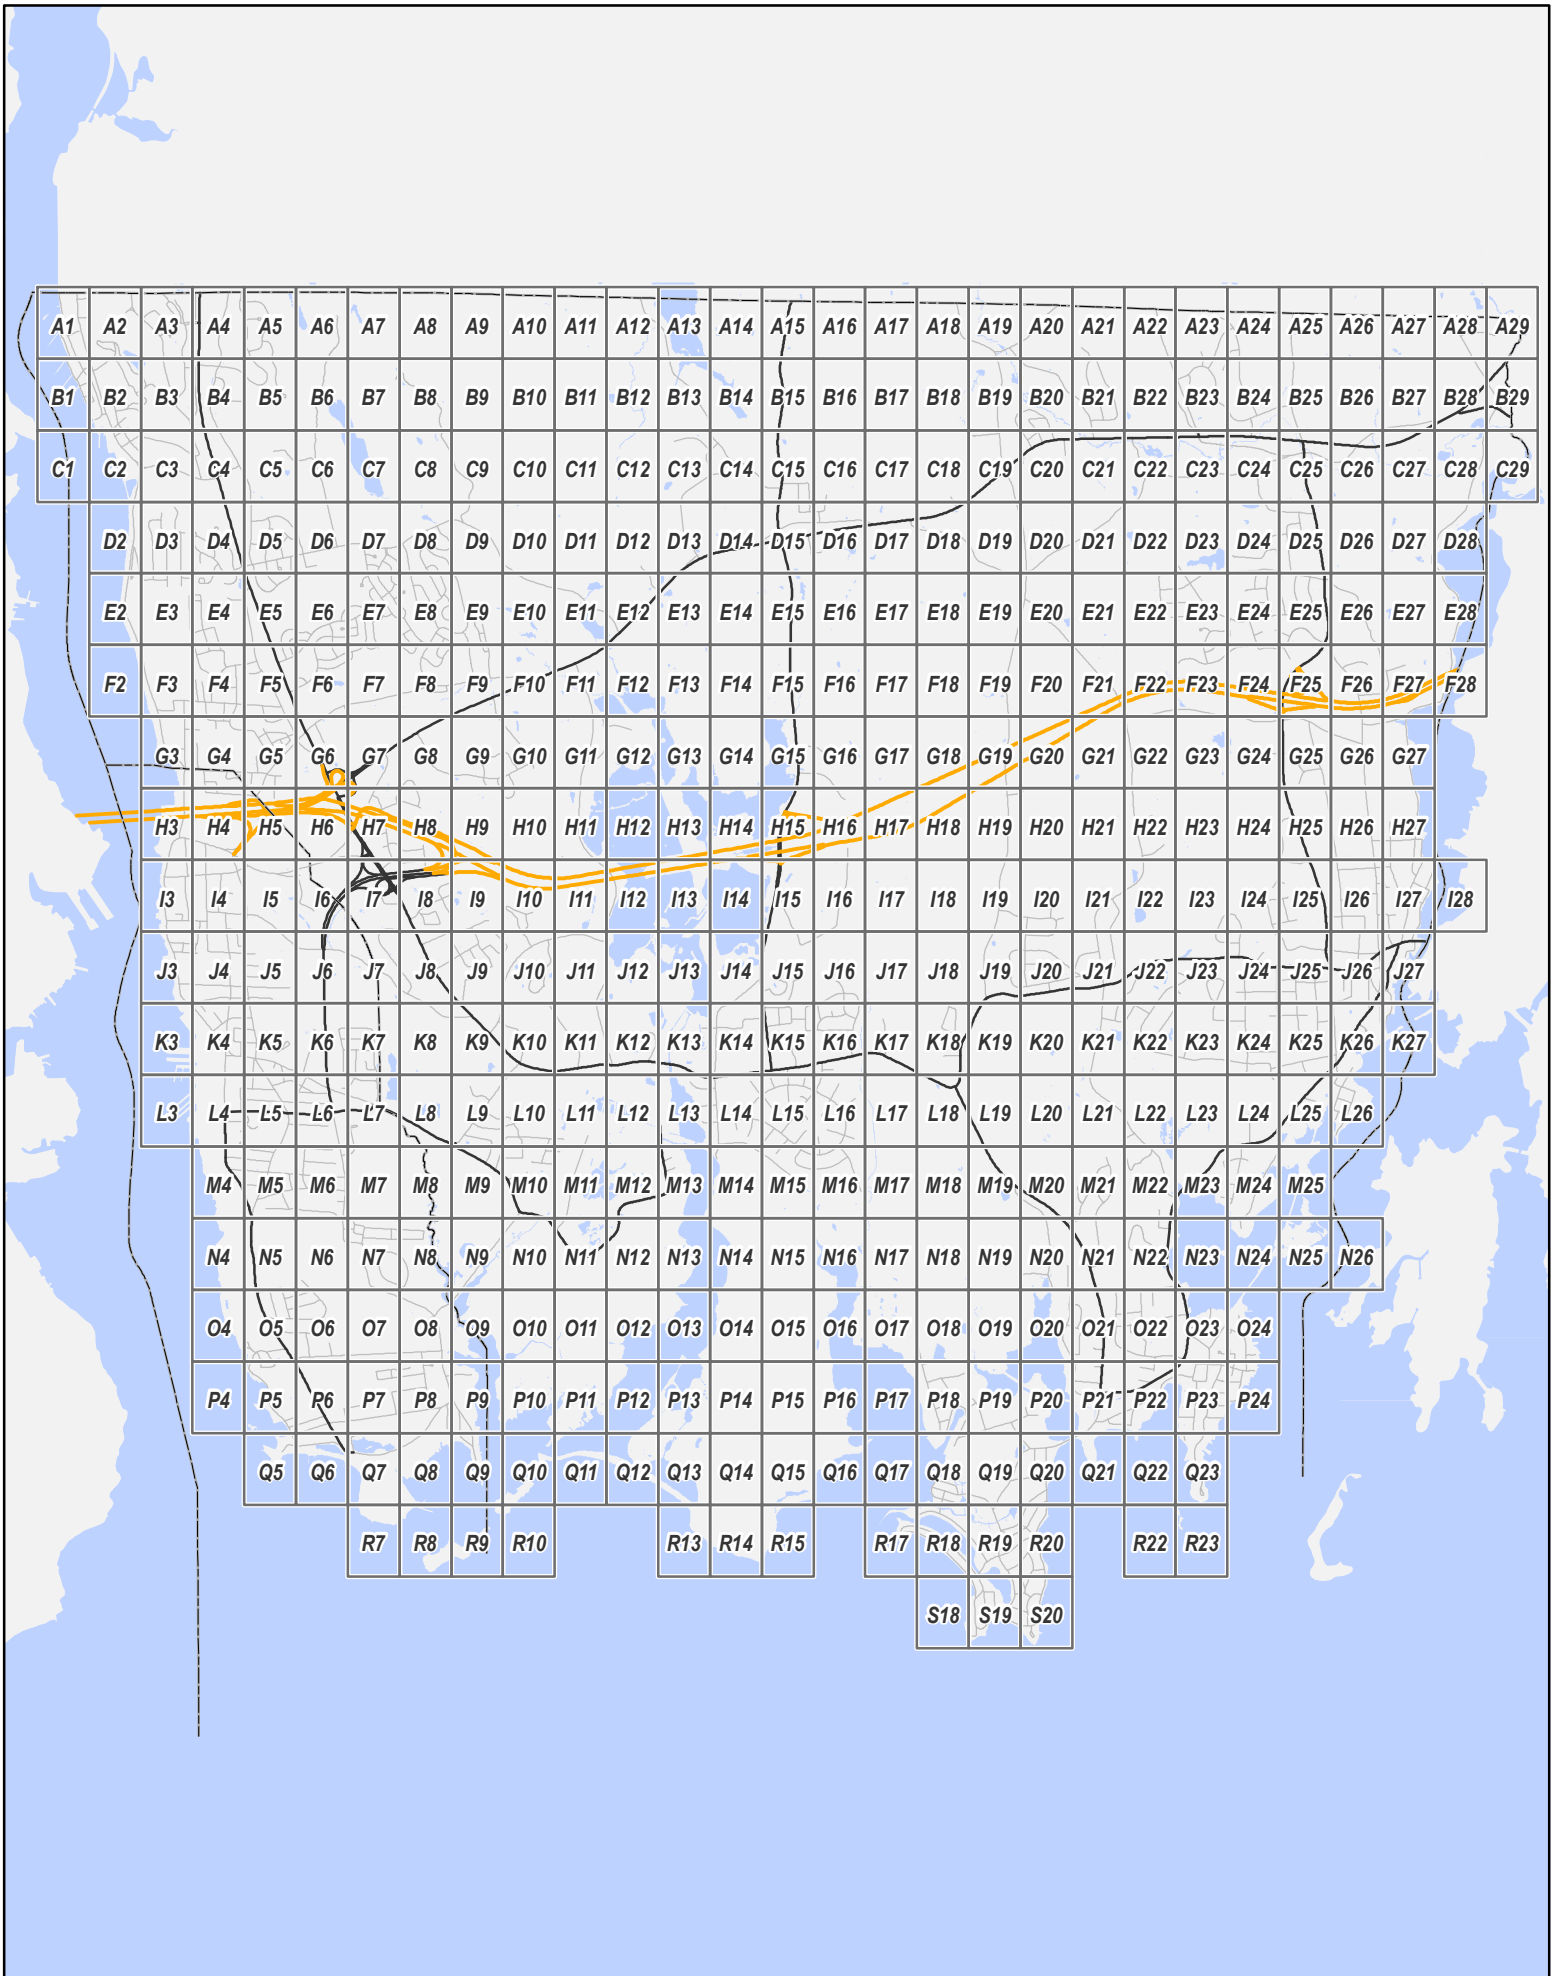 A1 A2 A3 A4 A5 A6 A7 A8 A9 A10 A11 A12 A13 A14 A15 A16 A17 A18 A19 A20 A21 A22 A23 A24 A25 A26 A27 A28 A29
B1 B2 B3 B4 B5 B6 B7 B8 B9 B10 B11 B12 B13 B14 B15 B16 B17 B18 B19 B20 B21 B22 B23 B24 B25 B26 B27 B28 B29
C1 C2 C3 C4 C5 C6 C7 C8 C9 C10 C11 C12 C13 C14 C15 C16 C17 C18 C19 C20 C21 C22 C23 C24 C25 C26 C27 C28 C29
D2 D3 D4 D5 D6 D7 D8 D9 D10 D11 D12 D13 D14 D15 D16 D17 D18 D19 D20 D21 D22 D23 D24 D25 D26 D27 D28
E2 E3 E4 E5 E6 E7 E8 E9 E10 E11 E12 E13 E14 E15 E16 E17 E18 E19 E20 E21 E22 E23 E24 E25 E26 E27 E28
F2 F3 F4 F5 F6 F7 F8 F9 F10 F11 F12 F13 F14 F15 F16 F17 F18 F19 F20 F21 F22 F23 F24 F25 F26 F27 F28
G3 G4 G5 G6 G7 G8 G9 G10 G11 G12 G13 G14 G15 G16 G17 G18 G19 G20 G21 G22 G23 G24 G25 G26 G27
H3 H4 H5 H6 H7 H8 H9 H10 H11 H12 H13 H14 H15 H16 H17 H18 H19 H20 H21 H22 H23 H24 H25 H26 H27
I3 I4 I5 I6 I7 I8 I9 I10 I11 I12 I13 I14 I15 I16 I17 I18 I19 I20 I21 I22 I23 I24 I25 I26 I27 I28
J3 J4 J5 J6 J7 J8 J9 J10 J11 J12 J13 J14 J15 J16 J17 J18 J19 J20 J21 J22 J23 J24 J25 J26 J27
K3 K4 K5 K6 K7 K8 K9 K10 K11 K12 K13 K14 K15 K16 K17 K18 K19 K20 K21 K22 K23 K24 K25 K26 K27
L3 L4 L5 L6 L7 L8 L9 L10 L11 L12 L13 L14 L15 L16 L17 L18 L19 L20 L21 L22 L23 L24 L25 L26
M4 M5 M6 M7 M8 M9 M10 M11 M12 M13 M14 M15 M16 M17 M18 M19 M20 M21 M22 M23 M24 M25
N4 N5 N6 N7 N8 N9 N10 N11 N12 N13 N14 N15 N16 N17 N18 N19 N20 N21 N22 N23 N24 N25 N26
O4 O5 O6 O7 O8 O9 O10 O11 O12 O13 O14 O15 O16 O17 O18 O19 O20 O21 O22 O23 O24
P4 P5 P6 P7 P8 P9 P10 P11 P12 P13 P14 P15 P16 P17 P18 P19 P20 P21 P22 P23 P24
Q5 Q6 Q7 Q8 Q9 Q10 Q11 Q12 Q13 Q14 Q15 Q16 Q17 Q18 Q19 Q20 Q21 Q22 Q23
R7 R8 R9 R10 R13 R14 R15 R17 R18 R19 R20 R22 R23
S18 S19 S20